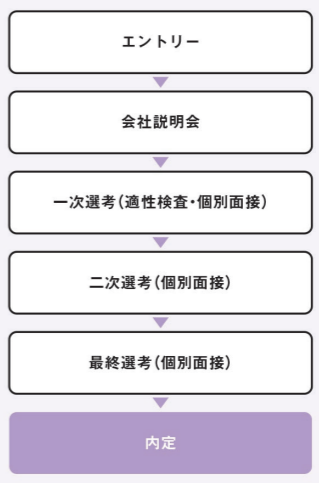 エントリー
会社説明会
一次選考（適性検査・個別面接）
二次選考（個別面接）
最終選考（個別面接）
内定